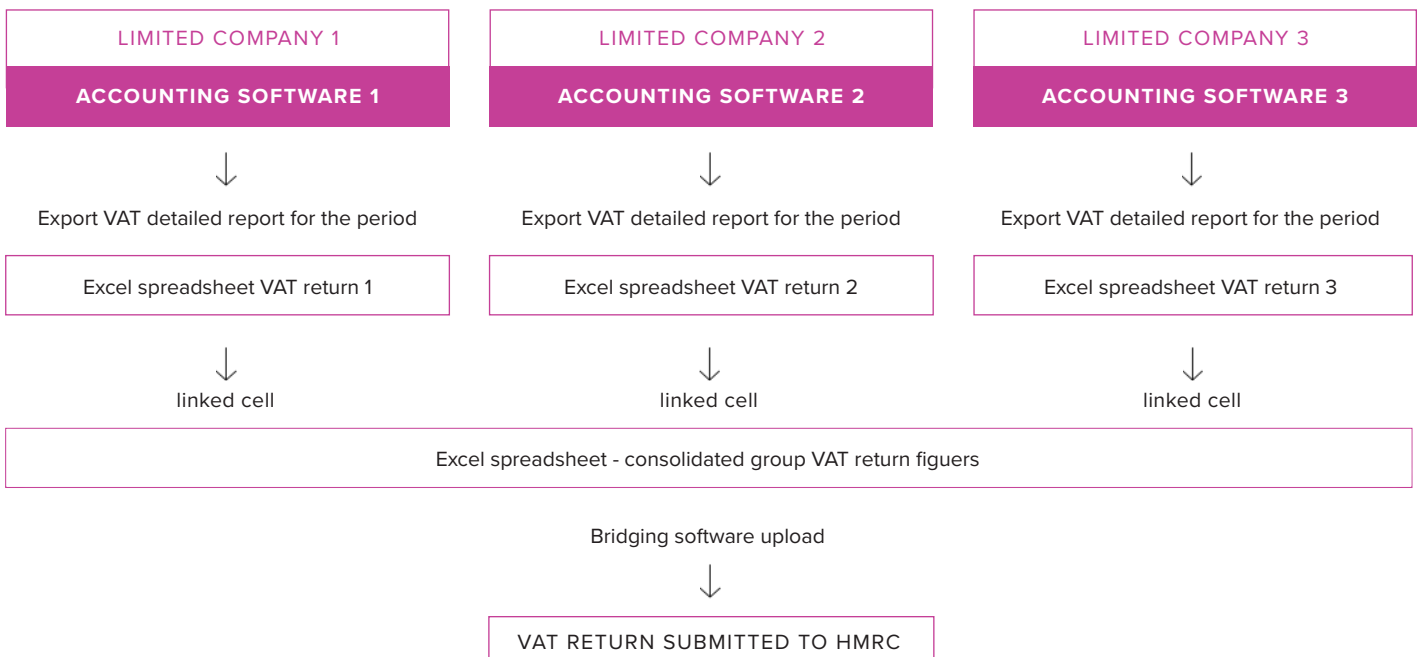 LIMITED COMPANY 1
LIMITED COMPANY 2
LIMITED COMPANY 3
ACCOUNTING SOFTWARE 1
ACCOUNTING SOFTWARE 2
ACCOUNTING SOFTWARE 3
Export VAT detailed report for the period
Export VAT detailed report for the period
Export VAT detailed report for the period
Excel spreadsheet VAT return 1
Excel spreadsheet VAT return 2
Excel spreadsheet VAT return 3
linked cell
linked cell
linked cell
Excel spreadsheet - consolidated group VAT return figuers
Bridging software upload
VAT RETURN SUBMITTED TO HMRC